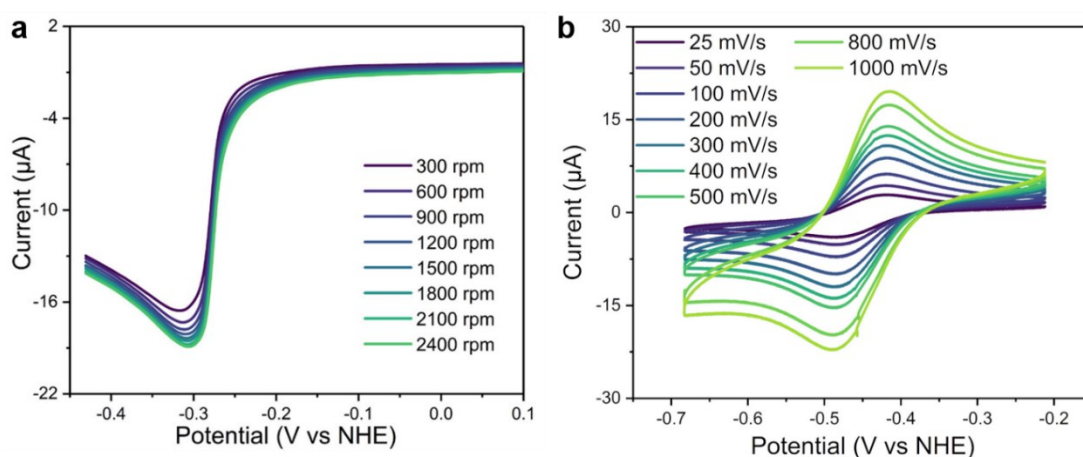 a
2
-4
-10
-16
-22
Current (µA)
300 rpm
600 rpm
900 rpm
1200 rpm
1500 rpm
1800 rpm
2100 rpm
2400 rpm
-0.4 -0.3 -0.2 -0.1 0.0 0.1
Potential (V vs NHE)
b
30
15
0
-15
-30
Current (µA)
25 mV/s
50 mV/s
100 mV/s
200 mV/s
300 mV/s
400 mV/s
500 mV/s
800 mV/s
1000 mV/s
-0.7 -0.6 -0.5 -0.4 -0.3 -0.2
Potential (V vs NHE)